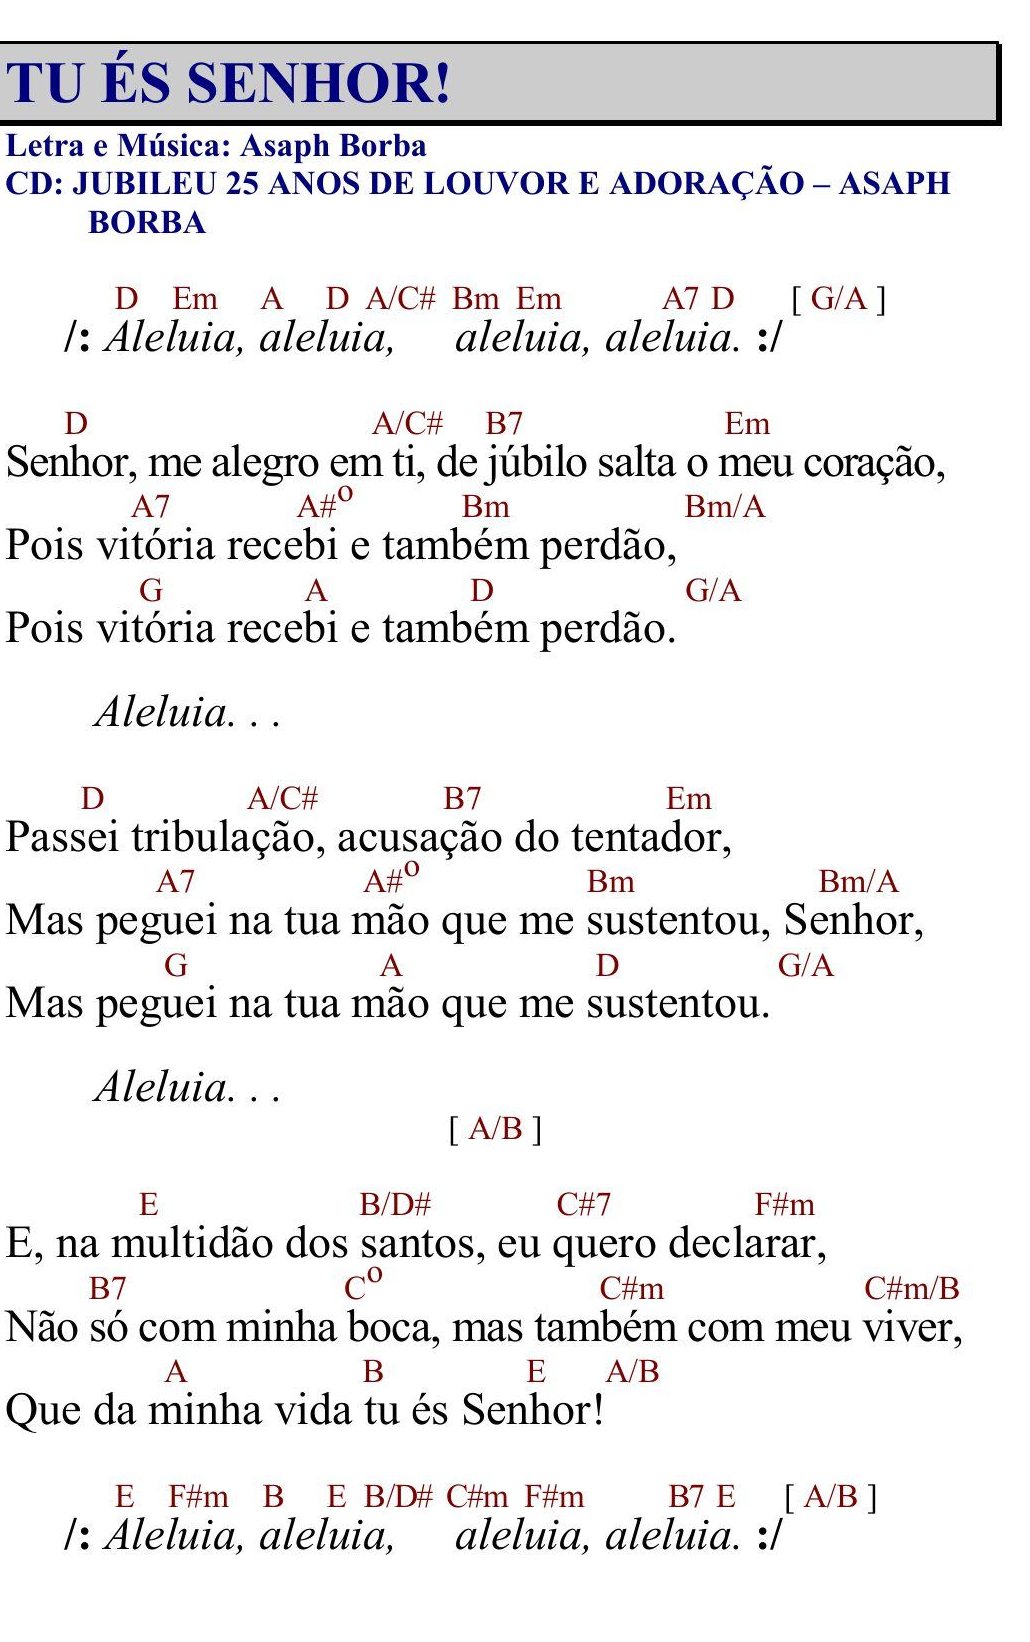 TU ÉS SENHOR!
Letra e Música: Asaph Borba
CD: JUBILEU 25 ANOS DE LOUVOR E ADORAÇÃO – ASAPH
BORBA
D Em A D A/C# Bm Em A7 D [ G/A ]
/: Aleluia, aleluia, aleluia, aleluia. :/
D A/C# B7 Em
Senhor, me alegro em ti, de júbilo salta o meu coração,
A7 A#º Bm Bm/A
Pois vitória recebi e também perdão,
G A D G/A
Pois vitória recebi e também perdão.
Aleluia. . .
D A/C# B7 Em
Passei tribulação, acusação do tentador,
A7 A#º Bm Bm/A
Mas peguei na tua mão que me sustentou, Senhor,
G A D G/A
Mas peguei na tua mão que me sustentou.
Aleluia. . .
[ A/B ]
E B/D# C#7 F#m
E, na multidão dos santos, eu quero declarar,
B7 Cº C#m C#m/B
Não só com minha boca, mas também com meu viver,
A B E A/B
Que da minha vida tu és Senhor!
E F#m B E B/D# C#m F#m B7 E [ A/B ]
/: Aleluia, aleluia, aleluia, aleluia. :/